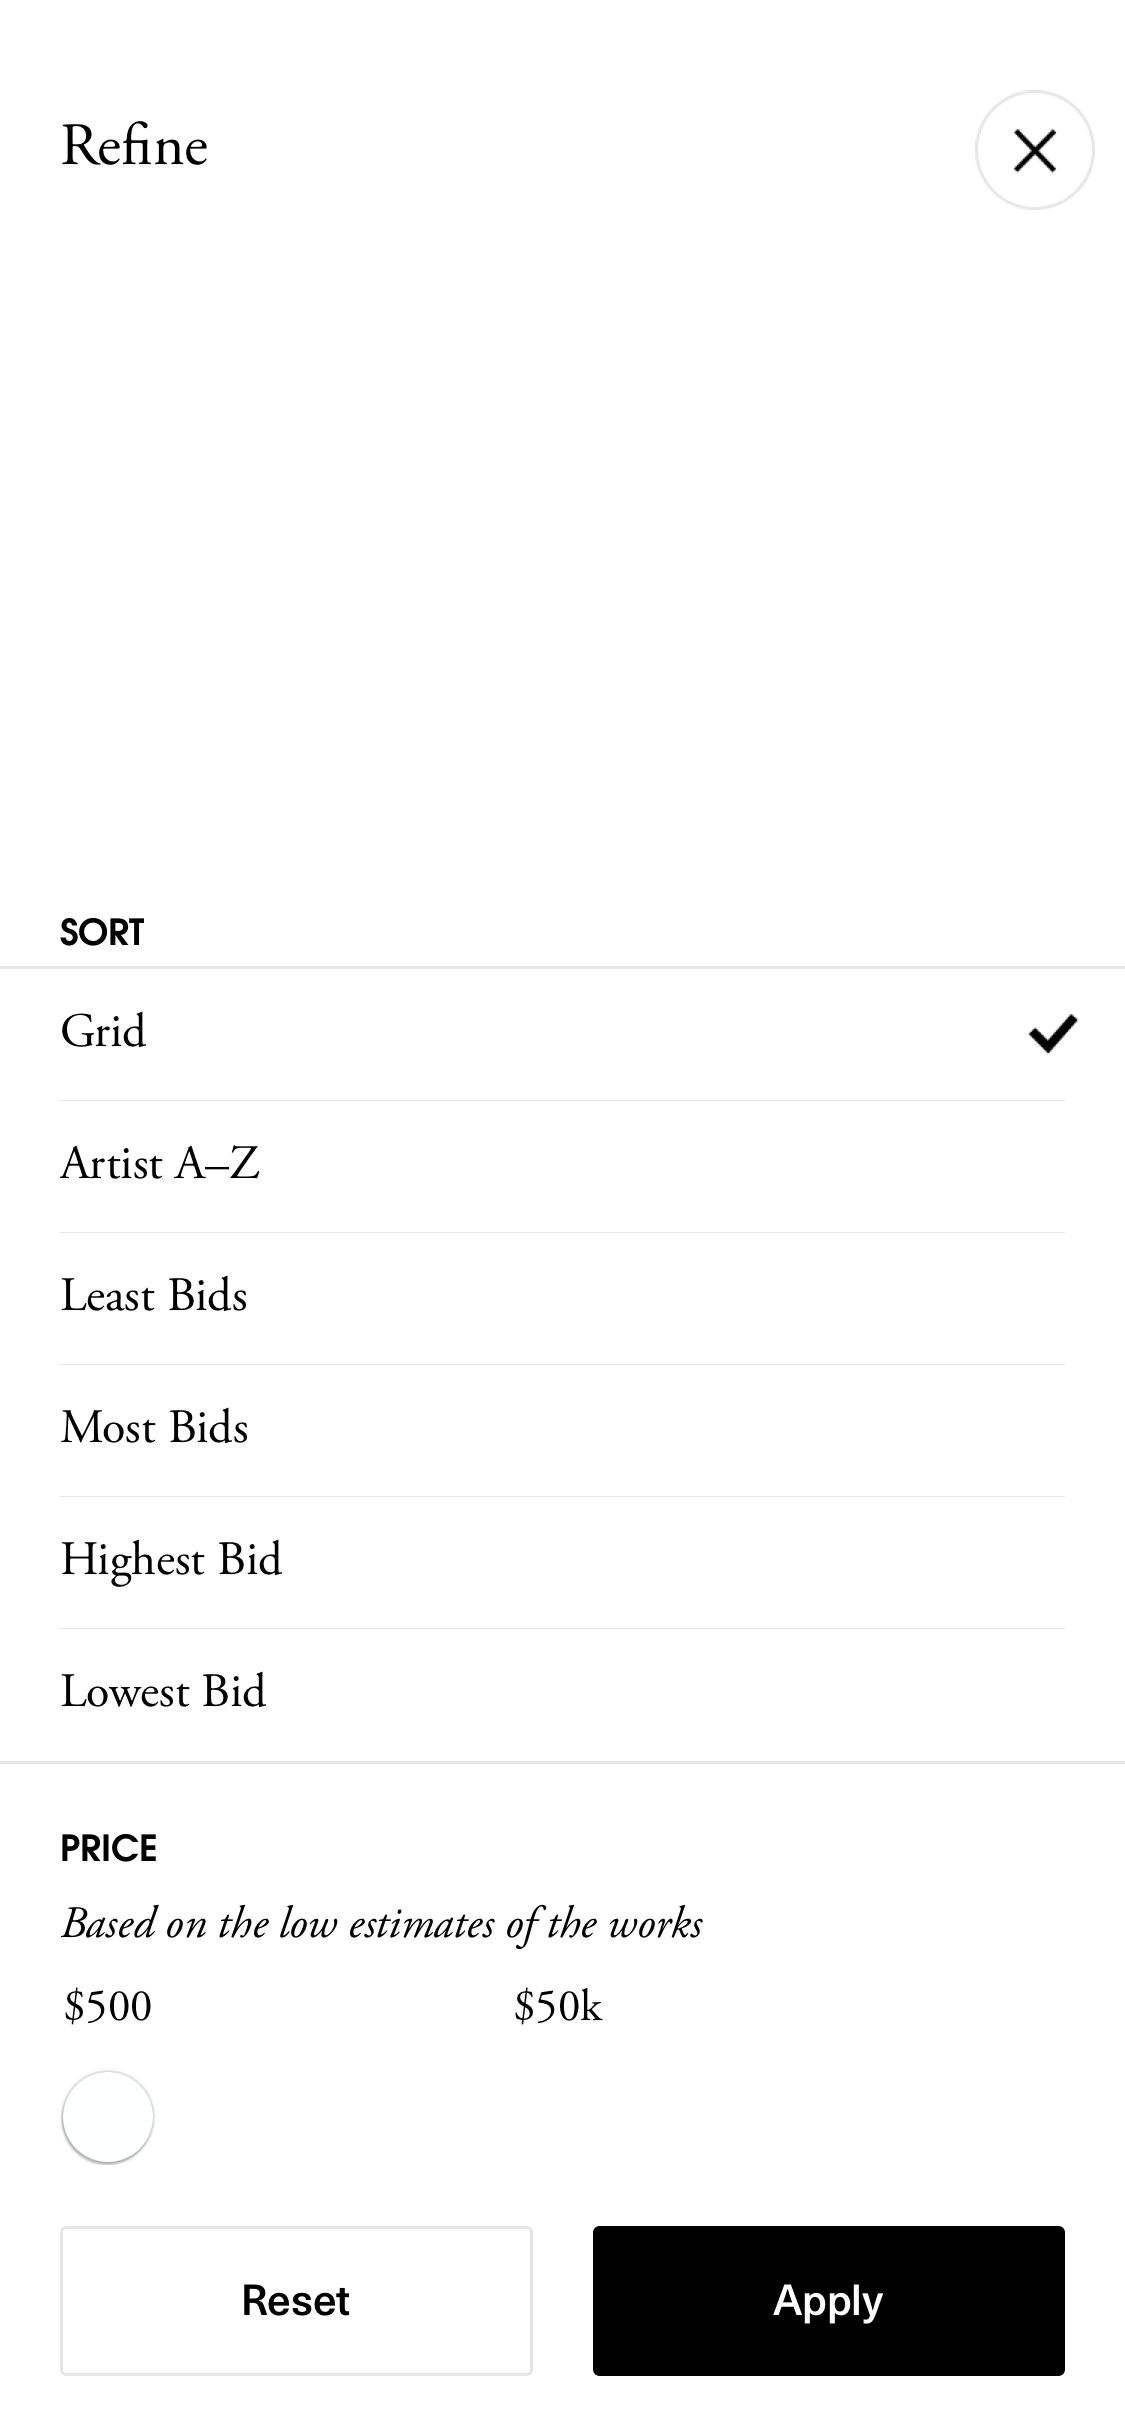 Refine
SORT
Grid
Artist A–Z
Least Bids
Most Bids
Highest Bid
Lowest Bid
PRICE
Based on the low estimates of the works
$500 $50k
Reset Apply